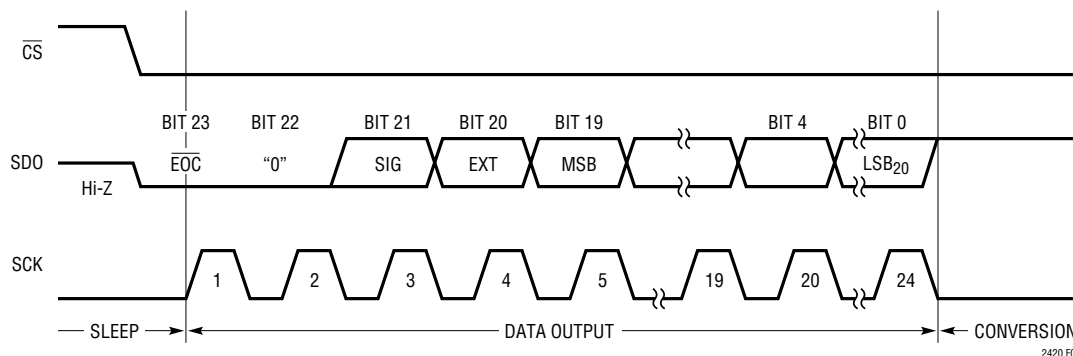 CS
BIT 23 BIT 22 BIT 21 BIT 20 BIT 19 BIT 4 BIT 0
SDO EOC "0" SIG EXT MSB LSB20
Hi-Z
SCK 1 2 3 4 5 19 20 24
SLEEP DATA OUTPUT CONVERSION